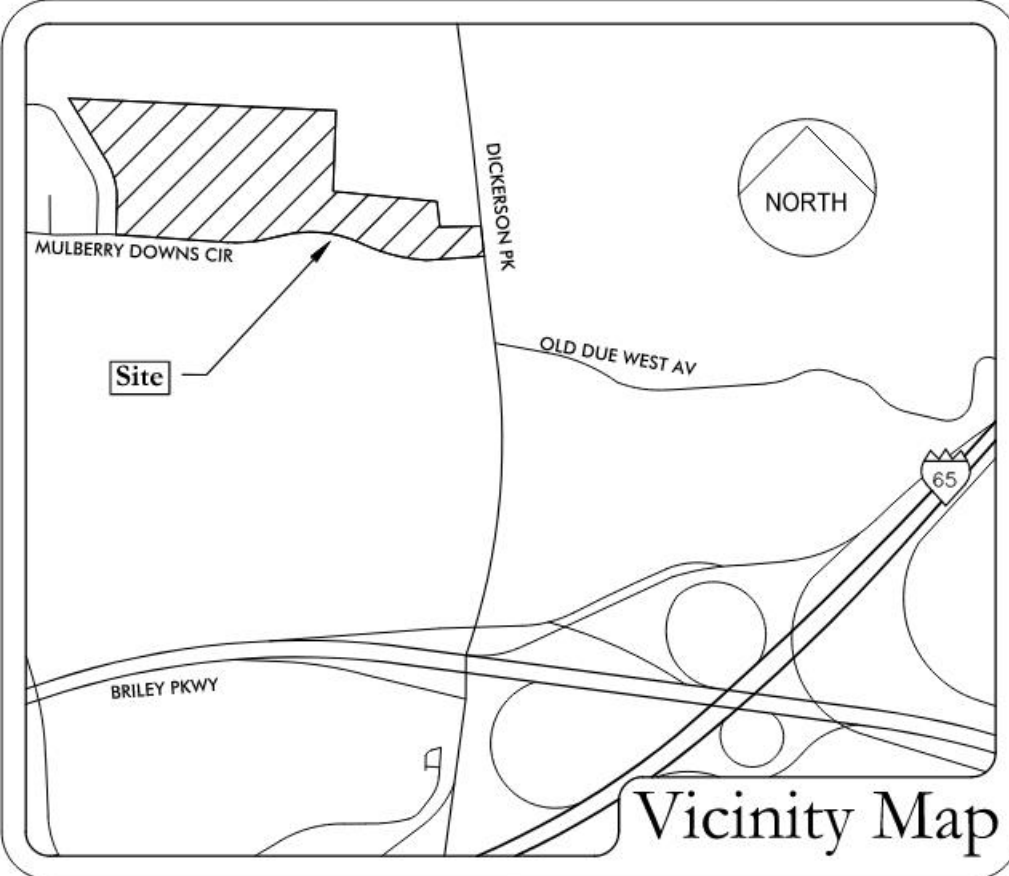 DICKERSON PK
NORTH
MULBERRY DOWNS CIR
OLD DUE WEST AV
Site
65
BRILEY PKWY
Vicinity Map